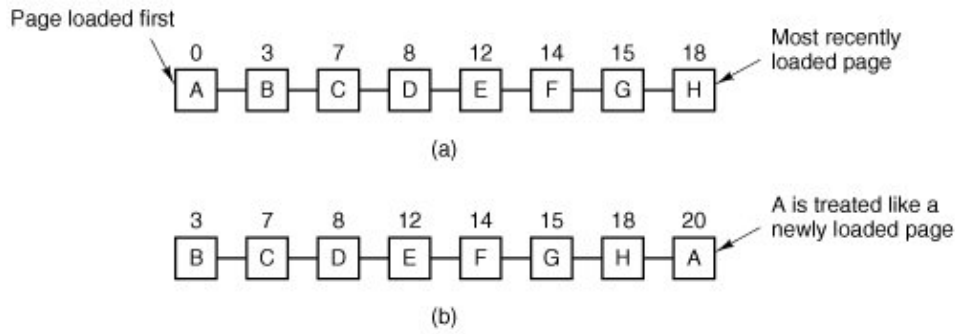 Page loaded first
0 3 7 8 12 14 15 18
Most recently
loaded page
A B C D E F G H
(a)
3 7 8 12 14 15 18 20
A is treated like a
newly loaded page
B C D E F G H A
(b)